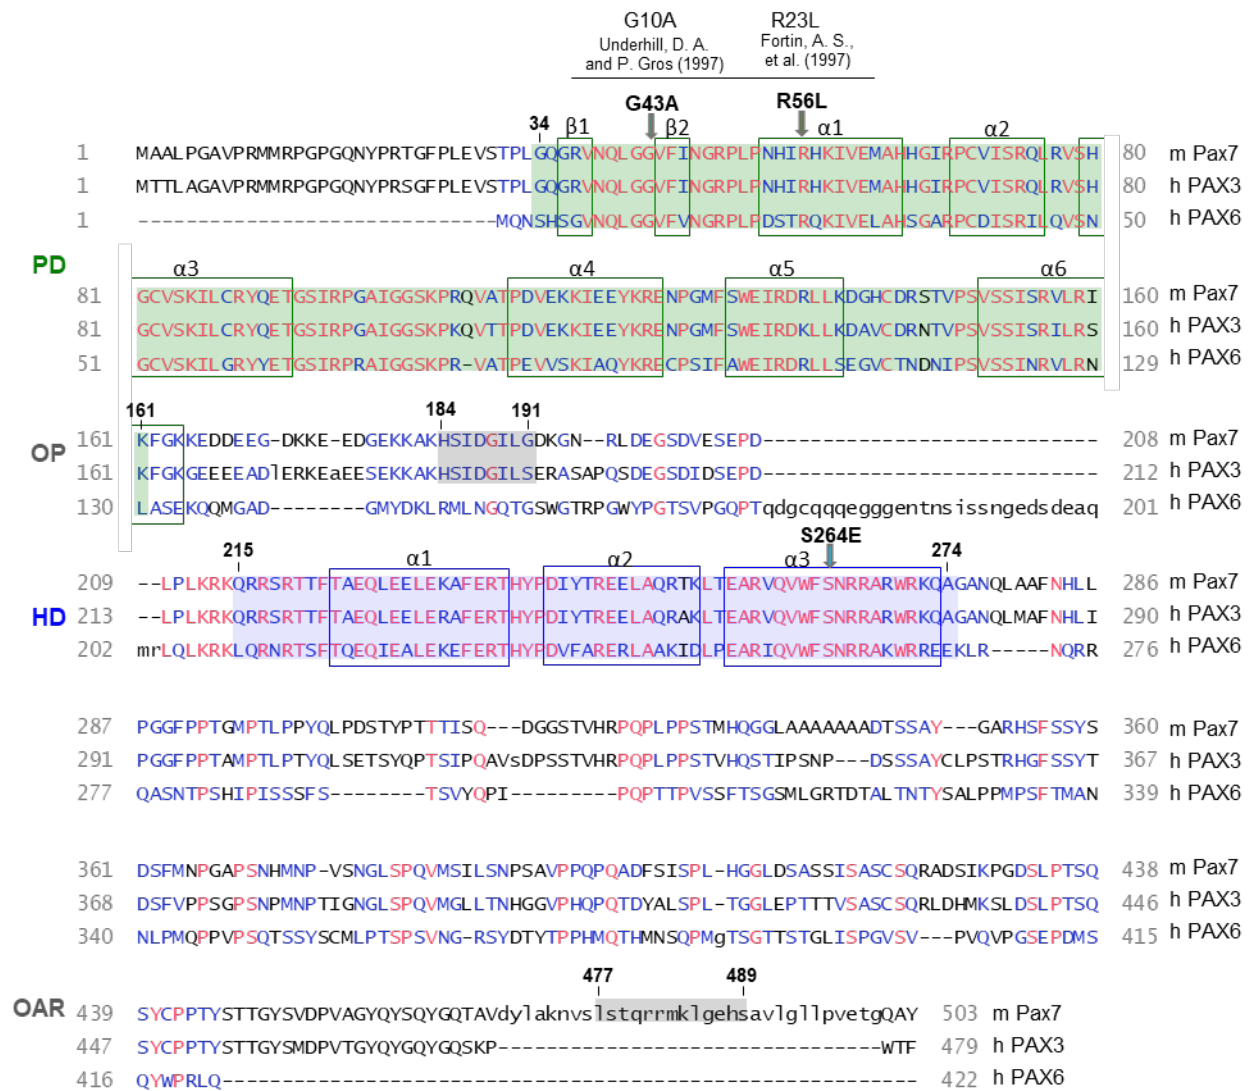 G10A R23L
Underhill, D. A. Fortin, A. S.,
and P. Gros (1997) et al. (1997)
G43A R56L
34 β1 β2 α1 α2
1 MAALPGAVPRMMRPGPGQNYPRTGFPLEVSTPLGQGRVNQLGGVFINGRPLPNHIRHKIVEMAHHGIRPCVISRQLRVSH 80 m Pax7
1 MTTLAGAVPRMMRPGPGQNYPRSGFPLEVSTPLGQGRVNQLGGVFINGRPLPNHIRHKIVEMAHHGIRPCVISRQLRVSH 80 h PAX3
1 ------------------------------MQNSHSGVNQLGGVFVNGRPLPDSTRQKIVELAHSGARPCDISRILQVSN 50 h PAX6
PD α3 α4 α5 α6
81 GCVSKILCRYQETGSIRPGAIGGSKPRQVATPDVEKKIEEYKRENPGMFSWEIRDRLLKDGHCDRSTVPSVSSISRVLRI 160 m Pax7
81 GCVSKILCRYQETGSIRPGAIGGSKPKQVTTPDVEKKIEEYKRENPGMFSWEIRDKLLKDAVCDRNTVPSVSSISRILRS 160 h PAX3
51 GCVSKILGRYYETGSIRPRAIGGSKPR-VATPEVVSKIAQYKRECPSIFAWEIRDRLLSEGVCTNDNIPSVSSINRVLRN 129 h PAX6
161 184 191
OP 161 KFGKKEDDEEG-DKKE-EDGEKKAKHSIDGILGDKGN--RLDEGSDVESEPD---------------------------- 208 m Pax7
161 KFGKGEEEEADlERKEaEESEKKAKHSIDGILSERASAPQSDEGSDIDSEPD---------------------------- 212 h PAX3
130 LASEKQQMGAD--------GMYDKLRMLNGQTGSWGTRPGWYPGTSVPGQPTqdgcqqqegggentnsissngedsdeaq 201 h PAX6
215 α1 α2 α3 S264E 274
209 --LPLKRKQRRSRTTFTAEQLEELEKAFERTHYPDIYTREELAQRTKLTEARVQVWFSNRRARWRKQAGANQLAAFNHLL 286 m Pax7
HD 213 --LPLKRKQRRSRTTFTAEQLEELERAFERTHYPDIYTREELAQRAKLTEARVQVWFSNRRARWRKQAGANQLMAFNHLI 290 h PAX3
202 mrLQLKRKLQRNRTSFTQEQIEALEKEFERTHYPDVFARERLAAKIDLPEARIQVWFSNRRAKWRREEKLR-----NQRR 276 h PAX6
287 PGGFPPTGMPTLPPYQLPDSTYPTTTISQ---DGGSTVHRPQPLPPSTMHQGGLAAAAAAADTSSAY---GARHSFSSYS 360 m Pax7
291 PGGFPPTAMPTLPTYQLSETSYQPTSIPQAVsDPSSTVHRPQPLPPSTVHQSTIPSNP---DSSSAYCLPSTRHGFSSYT 367 h PAX3
277 QASNTPSHIPISSSFS--------TSVYQPI---------PQPTTPVSSFTSGSMLGRTDTALTNTYSALPPMPSFTMAN 339 h PAX6
361 DSFMNPGAPSNHMNP-VSNGLSPQVMSILSNPSAVPPQPQADFSISPL-HGGLDSASSISASCSQRADSIKPGDSLPTSQ 438 m Pax7
368 DSFVPPSGPSNPMNPTIGNGLSPQVMGLLTNHGGVPHQPQTDYALSPL-TGGLEPTTTVSASCSQRLDHMKSLDSLPTSQ 446 h PAX3
340 NLPMQPPVPSQTSSYSCMLPTSPSVNG-RSYDTYTPPHMQTHMNSQPMgTSGTTSTGLISPGVSV---PVQVPGSEPDMS 415 h PAX6
477 489
OAR 439 SYCPPTYSTTGYSVDPVAGYQYSQYGQTAVdylaknvslstqrrmklgehsavlgllpvetgQAY 503 m Pax7
447 SYCPPTYSTTGYSMDPVTGYQYGQYGQSKP--------------------------------WTF 479 h PAX3
416 QYWPRLQ---------------------------------------------------------- 422 h PAX6